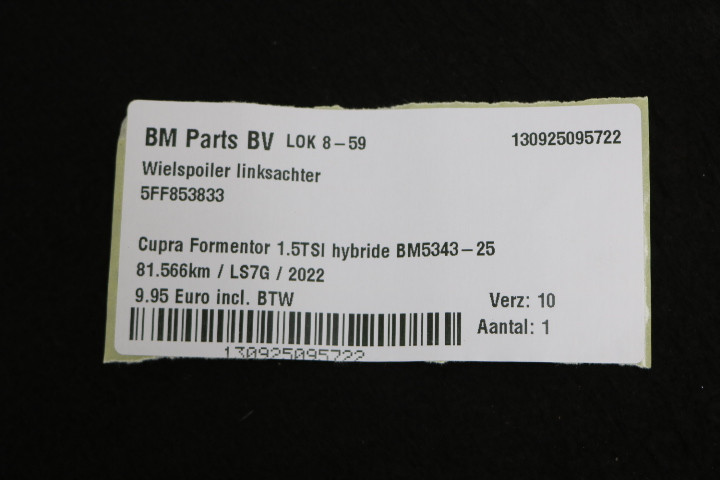 BM Parts BV LOK 8-59 130925095722
Wielspoiler linksachter
5FF853833
Cupra Formentor 1.5TSI hybride BM5343-25
81.566km / LS7G / 2022
9.95 Euro incl. BTW Verz: 10
Aantal: 1
130925095722